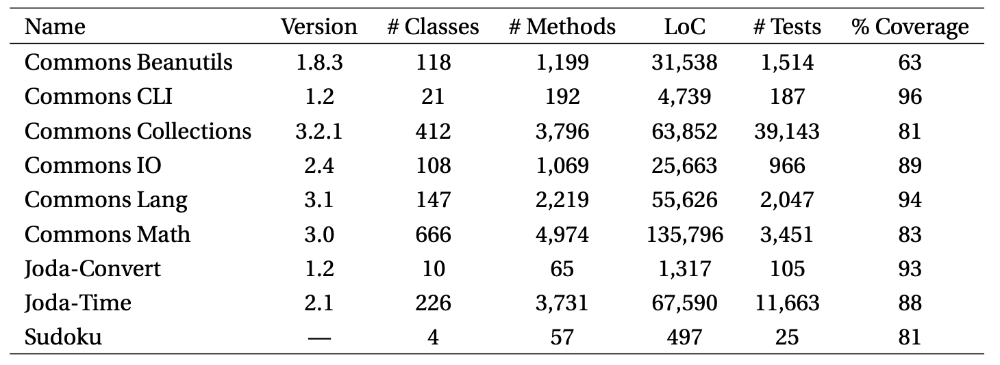 Name Version # Classes # Methods LoC # Tests % Coverage
Commons Beanutils 1.8.3 118 1,199 31,538 1,514 63
Commons CLI 1.2 21 192 4,739 187 96
Commons Collections 3.2.1 412 3,796 63,852 39,143 81
Commons IO 2.4 108 1,069 25,663 966 89
Commons Lang 3.1 147 2,219 55,626 2,047 94
Commons Math 3.0 666 4,974 135,796 3,451 83
Joda-Convert 1.2 10 65 1,317 105 93
Joda-Time 2.1 226 3,731 67,590 11,663 88
Sudoku — 4 57 497 25 81